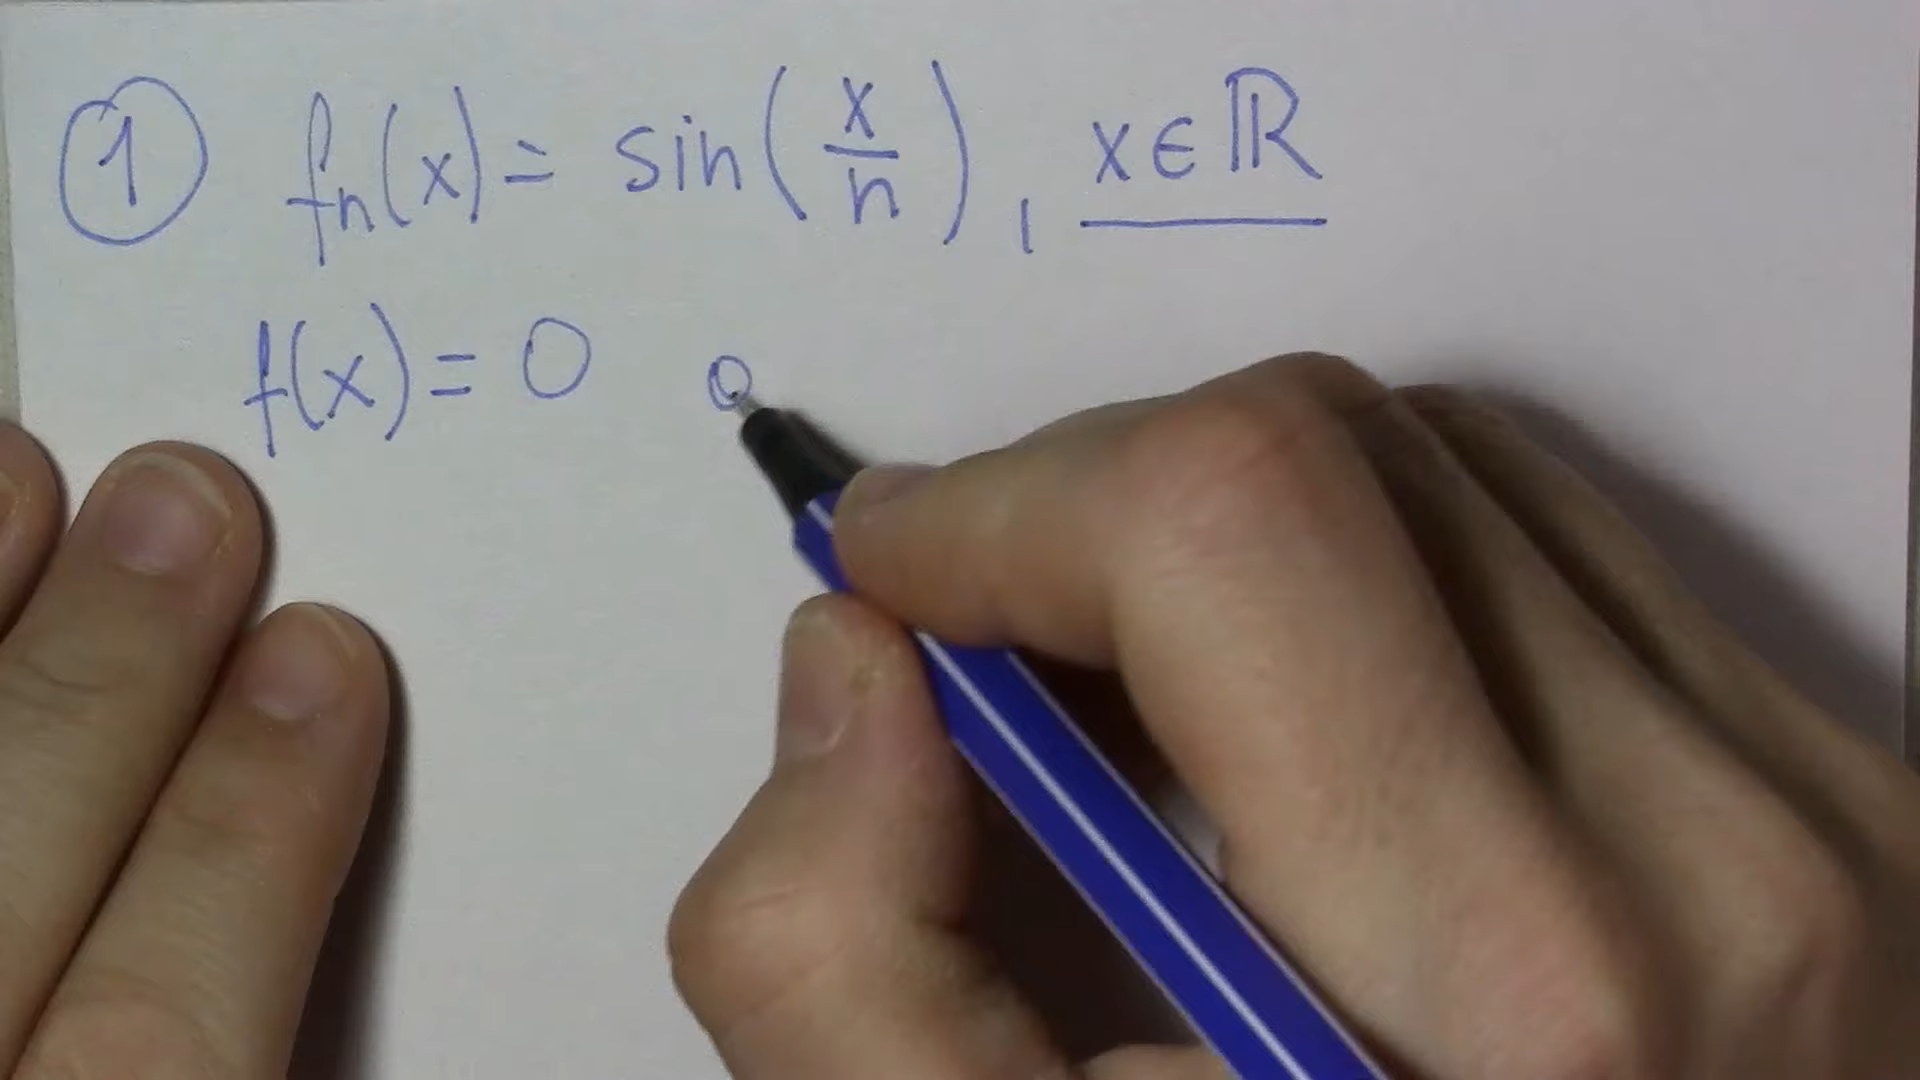 ① fₙ(x) = sin(x/n), x ∈ ℝ
f(x) = 0